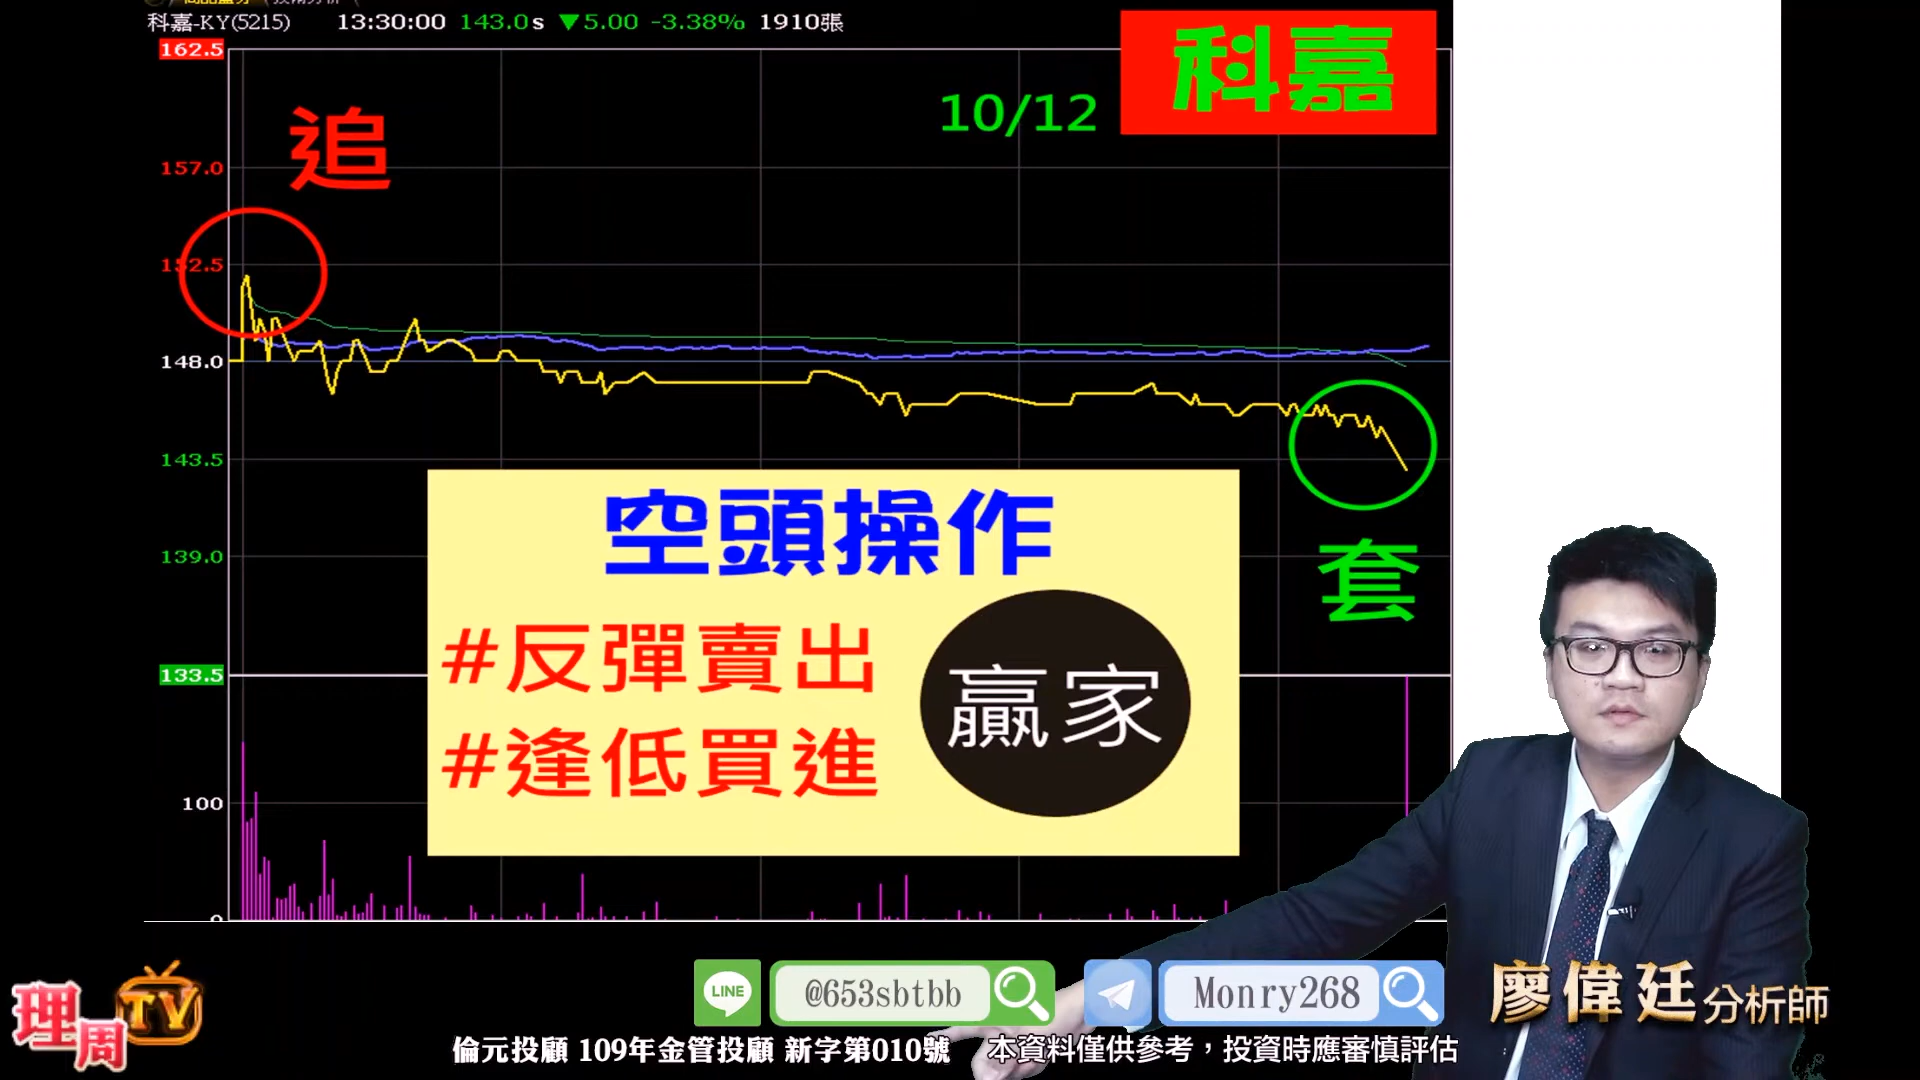 科嘉-KY(5215) 13:30:00 143.0s ▼5.00 -3.38% 1910張
162.5
157.0
152.5
148.0
143.5
139.0
133.5
100
0
追
10/12
科嘉
套
空頭操作
#反彈賣出
#逢低買進
贏家
理周TV
LINE
@653sbtbb
Monry268
廖偉廷分析師
倫元投顧 109年金管投顧 新字第010號
本資料僅供參考，投資時應審慎評估